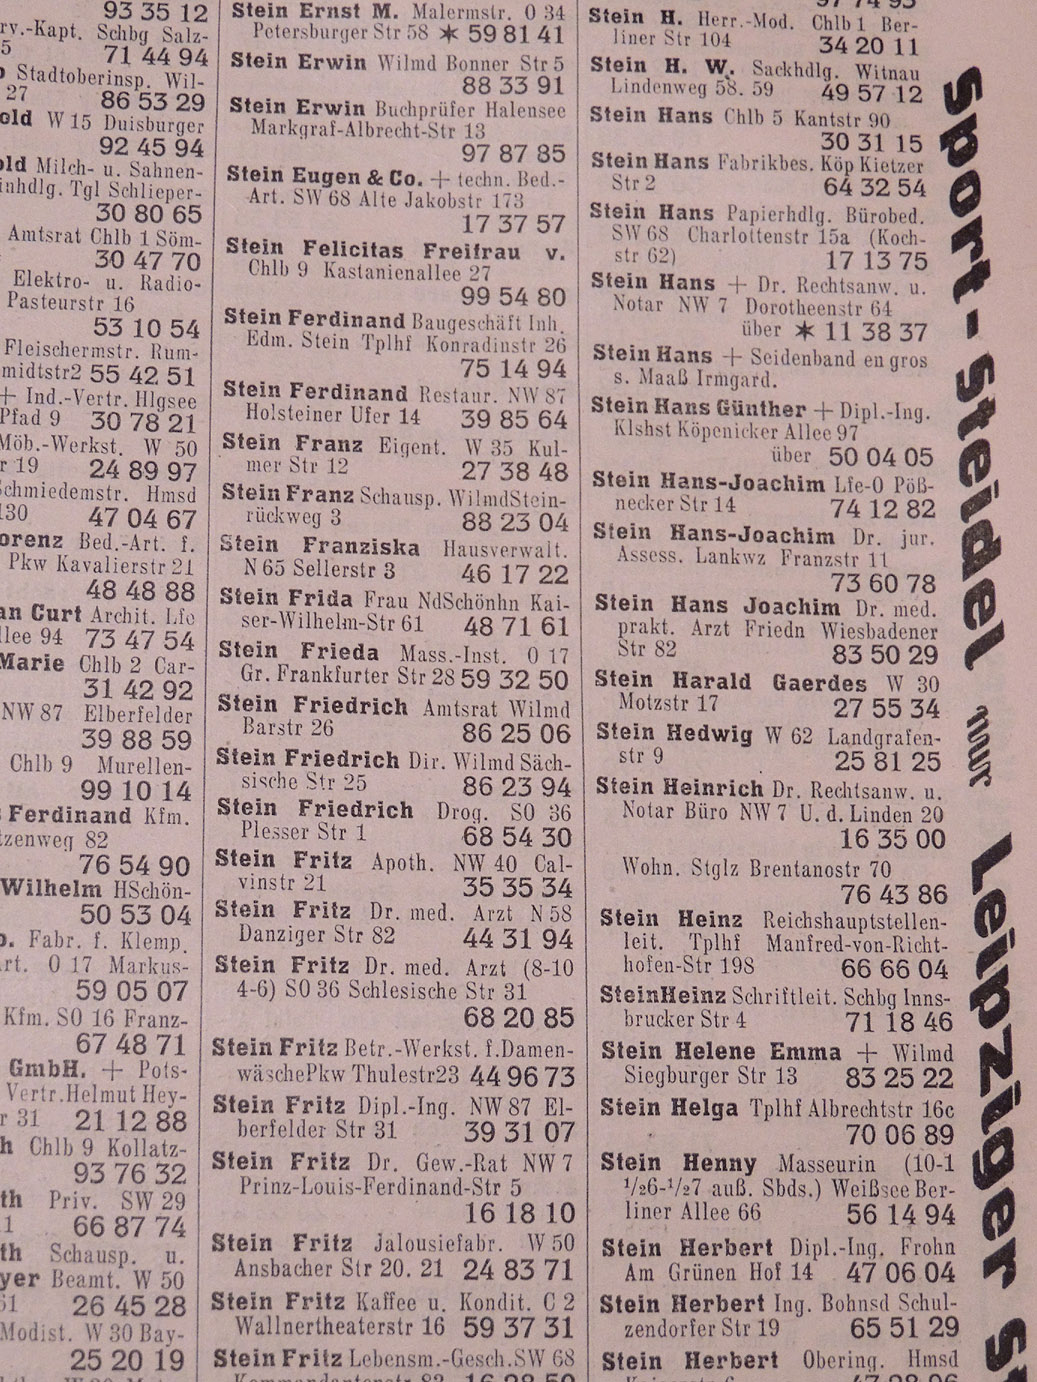 93 35 12
rv.-Kapt. Schbg Salz-
5 71 44 94
Stadtoberinsp. Wil-
27 86 53 29
old W 15 Duisburger
92 45 94
old Milch- u. Sahnen-
inhdlg. Tgl Schlieper-
30 80 65
Amtsrat Chlb 1 Söm-
30 47 70
Elektro- u. Radio-
Pasteurstr 16
53 10 54
Fleischermstr. Rum-
midtstr2 55 42 51
+ Ind.-Vertr. Hlgsee
Pfad 9 30 78 21
Möb.-Werkst. W 50
r 19 24 89 97
chmiedemstr. Hmsd
130 47 04 67
orenz Bed.-Art. f.
Pkw Kavalierstr 21
48 48 88
an Curt Archit. Lfo
llee 94 73 47 54
Marie Chlb 2 Car-
31 42 92
NW 87 Elberfelder
39 88 59
Chlb 9 Murellen-
99 10 14
Ferdinand Kfm.
tzenweg 82
76 54 90
Wilhelm HSchön-
50 53 04
Fabr. f. Klemp.
rt. O 17 Markus-
59 05 07
Kfm. SO 16 Franz-
67 48 71
GmbH. + Pots-
Vertr. Helmut Hey-
r 31 21 12 88
h Chlb 9 Kollatz-
93 76 32
th Priv. SW 29
1 66 87 74
th Schausp. u.
yer Beamt. W 50
51 26 45 28
Modist. W 30 Bay-
25 20 19
Stein Ernst M. Malermstr. O 34
Petersburger Str 58 ✶ 59 81 41
Stein Erwin Wilmd Bonner Str 5
88 33 91
Stein Erwin Buchprüfer Halensee
Markgraf-Albrecht-Str 13
97 87 85
Stein Eugen & Co. + techn. Bed.-
Art. SW 68 Alte Jakobstr 173
17 37 57
Stein Felicitas Freifrau v.
Chlb 9 Kastanienallee 27
99 54 80
Stein Ferdinand Baugeschäft Inh.
Edm. Stein Tplhf Konradinstr 26
75 14 94
Stein Ferdinand Restaur. NW 87
Holsteiner Ufer 14 39 85 64
Stein Franz Eigent. W 35 Kul-
mer Str 12 27 38 48
Stein Franz Schausp. WilmdStein-
rückweg 3 88 23 04
Stein Franziska Hausverwalt.
N 65 Sellerstr 3 46 17 22
Stein Frida Frau NdSchönhn Kai-
ser-Wilhelm-Str 61 48 71 61
Stein Frieda Mass.-Inst. O 17
Gr. Frankfurter Str 28 59 32 50
Stein Friedrich Amtsrat Wilmd
Barstr 26 86 25 06
Stein Friedrich Dir. Wilmd Säch-
sische Str 25 86 23 94
Stein Friedrich Drog. SO 36
Plesser Str 1 68 54 30
Stein Fritz Apoth. NW 40 Cal-
vinstr 21 35 35 34
Stein Fritz Dr. med. Arzt N 58
Danziger Str 82 44 31 94
Stein Fritz Dr. med. Arzt (8-10
4-6) SO 36 Schlesische Str 31
68 20 85
Stein Fritz Betr.-Werkst. f.Damen-
wäschePkw Thulestr23 44 96 73
Stein Fritz Dipl.-Ing. NW 87 El-
berfelder Str 31 39 31 07
Stein Fritz Dr. Gew.-Rat NW 7
Prinz-Louis-Ferdinand-Str 5
16 18 10
Stein Fritz Jalousiefabr. W 50
Ansbacher Str 20. 21 24 83 71
Stein Fritz Kaffee u. Kondit. C 2
Wallnertheaterstr 16 59 37 31
Stein Fritz Lebensm.-Gesch. SW 68
Stein H. Herr.-Mod. Chlb 1 Ber-
liner Str 104 34 20 11
Stein H. W. Sackhdlg. Witnau
Lindenweg 58. 59 49 57 12
Stein Hans Chlb 5 Kantstr 90
30 31 15
Stein Hans Fabrikbes. Köp Kietzer
Str 2 64 32 54
Stein Hans Papierhdlg. Bürobed.
SW 68 Charlottenstr 15a (Koch-
str 62) 17 13 75
Stein Hans + Dr. Rechtsanw. u.
Notar NW 7 Dorotheenstr 64
über ✶ 11 38 37
Stein Hans + Seidenband en gros
s. Maaß Irmgard.
Stein Hans Günther + Dipl.-Ing.
Klshst Köpenicker Allee 97
über 50 04 05
Stein Hans-Joachim Lfe-O Pöß-
necker Str 14 74 12 82
Stein Hans-Joachim Dr. jur.
Assess. Lankwz Franzstr 11
73 60 78
Stein Hans Joachim Dr. med.
prakt. Arzt Friedn Wiesbadener
Str 82 83 50 29
Stein Harald Gaerdes W 30
Motzstr 17 27 55 34
Stein Hedwig W 62 Landgrafen-
str 9 25 81 25
Stein Heinrich Dr. Rechtsanw. u.
Notar Büro NW 7 U. d. Linden 20
16 35 00
Wohn. Stglz Brentanostr 70
76 43 86
Stein Heinz Reichshauptstellen-
leit. Tplhf Manfred-von-Richt-
hofen-Str 198 66 66 04
Stein Heinz Schriftleit. Schbg Inns-
brucker Str 4 71 18 46
Stein Helene Emma + Wilmd
Siegburger Str 13 83 25 22
Stein Helga Tplhf Albrechtstr 16c
70 06 89
Stein Henny Masseurin (10-1
1/26-1/27 auß. Sbds.) Weißsee Ber-
liner Allee 66 56 14 94
Stein Herbert Dipl.-Ing. Frohn
Am Grünen Hof 14 47 06 04
Stein Herbert Ing. Bohnsd Schul-
zendorfer Str 19 65 51 29
Stein Herbert Obering. Hmsd
Sport-Steidel nur Leipziger St